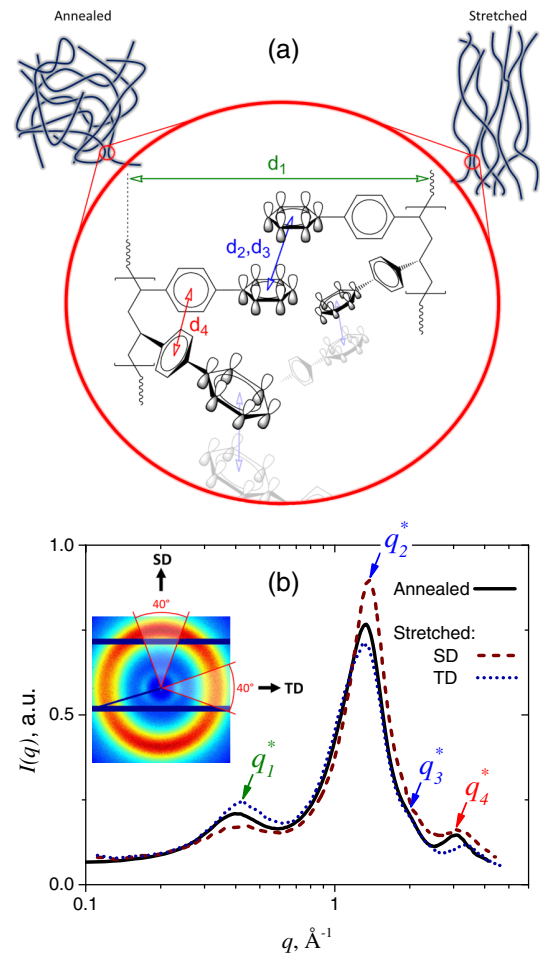 Annealed
Stretched
(a)
d₁
d₂,d₃
d₄
(b)
SD
40°
40°
TD
q₂*
Annealed
Stretched:
SD
TD
q₁*
q₃*
q₄*
1.0
0.5
0.0
I(q), a.u.
0.1
1
q, Å⁻¹